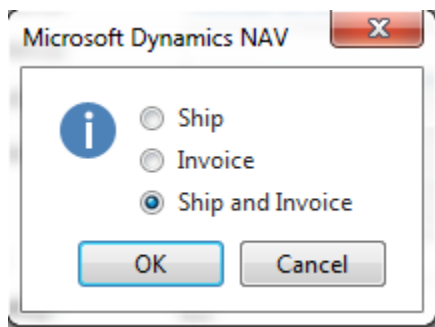 Microsoft Dynamics NAV
Ship
Invoice
Ship and Invoice
OK Cancel